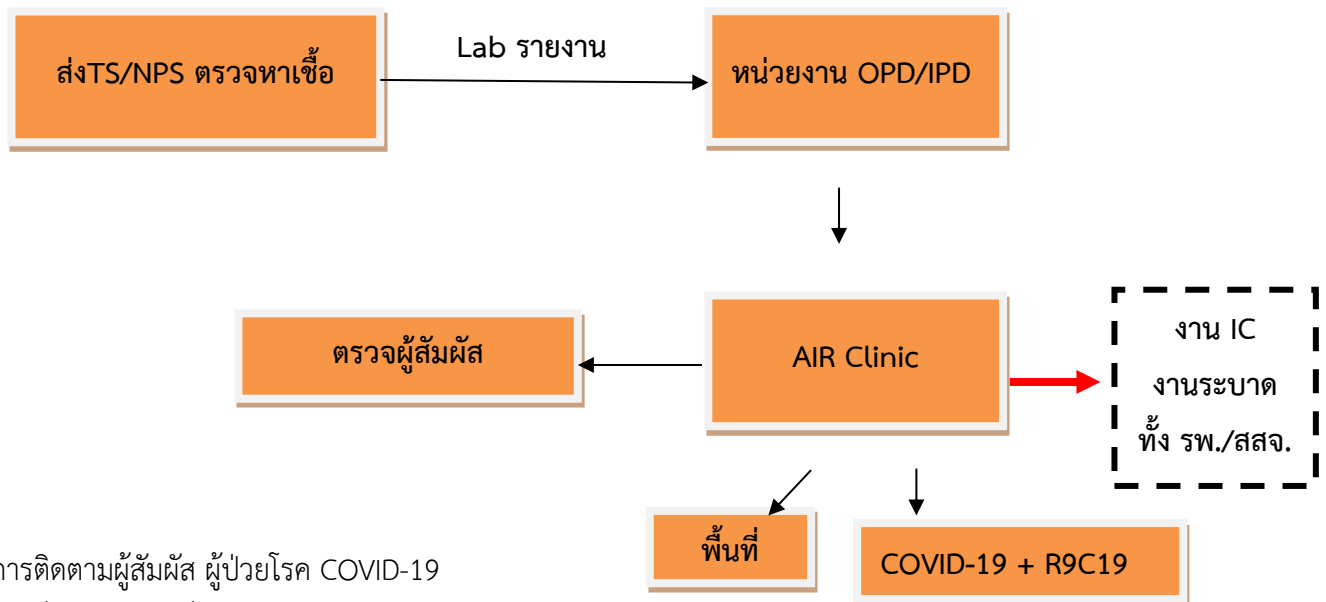 ส่งTS/NPS ตรวจหาเชื้อ
Lab รายงาน
หน่วยงาน OPD/IPD
ตรวจผู้สัมผัส
AIR Clinic
งาน IC
งานระบาด
ทั้ง รพ./สสจ.
พื้นที่
COVID-19 + R9C19
การติดตามผู้สัมผัส ผู้ป่วยโรค COVID-19